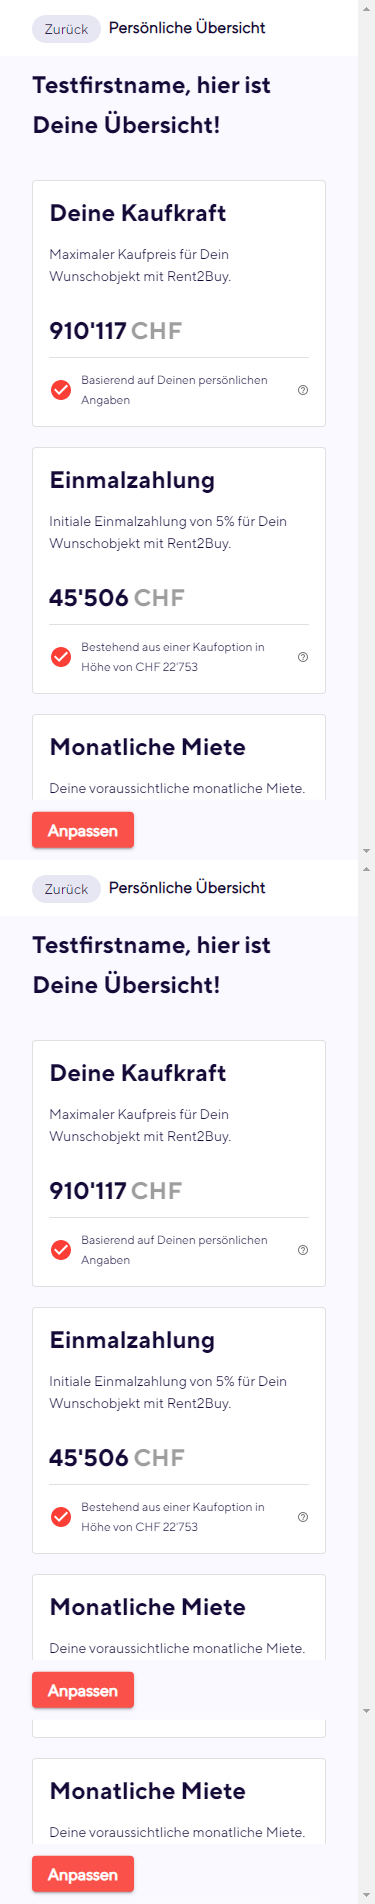 Zurück Persönliche Übersicht
Testfirstname, hier ist
Deine Übersicht!
Deine Kaufkraft
Maximaler Kaufpreis für Dein
Wunschobjekt mit Rent2Buy.
910'117 CHF
Basierend auf Deinen persönlichen
Angaben
Einmalzahlung
Initiale Einmalzahlung von 5% für Dein
Wunschobjekt mit Rent2Buy.
45'506 CHF
Bestehend aus einer Kaufoption in
Höhe von CHF 22'753
Monatliche Miete
Deine voraussichtliche monatliche Miete.
Anpassen
Zurück Persönliche Übersicht
Testfirstname, hier ist
Deine Übersicht!
Deine Kaufkraft
Maximaler Kaufpreis für Dein
Wunschobjekt mit Rent2Buy.
910'117 CHF
Basierend auf Deinen persönlichen
Angaben
Einmalzahlung
Initiale Einmalzahlung von 5% für Dein
Wunschobjekt mit Rent2Buy.
45'506 CHF
Bestehend aus einer Kaufoption in
Höhe von CHF 22'753
Monatliche Miete
Deine voraussichtliche monatliche Miete.
Anpassen
Monatliche Miete
Deine voraussichtliche monatliche Miete.
Anpassen